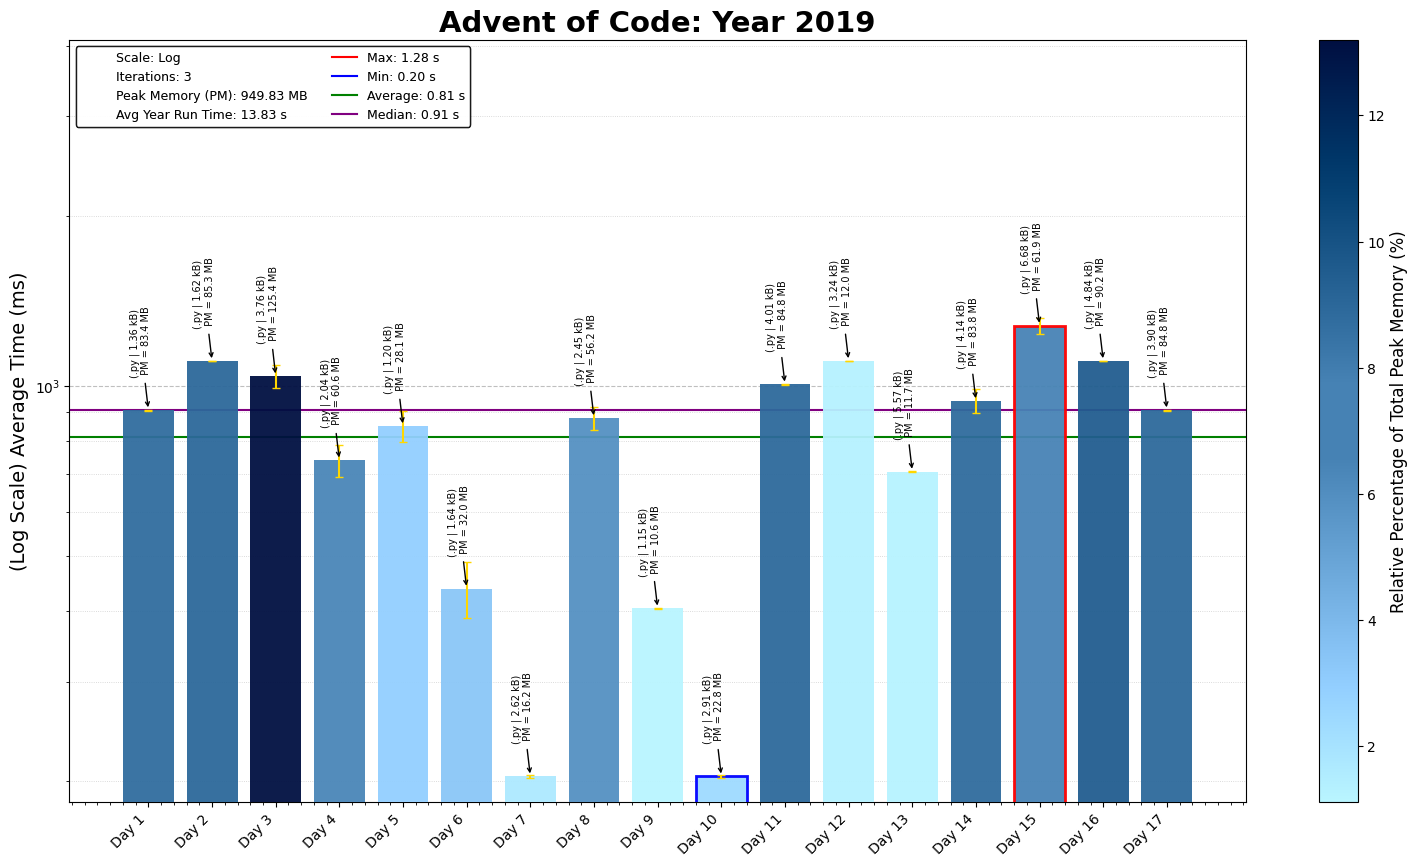 Advent of Code: Year 2019
Scale: Log
Iterations: 3
Peak Memory (PM): 949.83 MB
Avg Year Run Time: 13.83 s
Max: 1.28 s
Min: 0.20 s
Average: 0.81 s
Median: 0.91 s
(Log Scale) Average Time (ms)
10³
(.py | 1.36 kB)
PM = 83.4 MB
(.py | 1.62 kB)
PM = 85.3 MB
(.py | 3.76 kB)
PM = 125.4 MB
(.py | 2.04 kB)
PM = 60.6 MB
(.py | 1.20 kB)
PM = 28.1 MB
(.py | 1.64 kB)
PM = 32.0 MB
(.py | 2.62 kB)
PM = 16.2 MB
(.py | 2.45 kB)
PM = 56.2 MB
(.py | 1.15 kB)
PM = 10.6 MB
(.py | 2.91 kB)
PM = 22.8 MB
(.py | 4.01 kB)
PM = 84.8 MB
(.py | 3.24 kB)
PM = 12.0 MB
(.py | 5.57 kB)
PM = 11.7 MB
(.py | 4.14 kB)
PM = 83.8 MB
(.py | 6.68 kB)
PM = 61.9 MB
(.py | 4.84 kB)
PM = 90.2 MB
(.py | 3.90 kB)
PM = 84.8 MB
Day 1
Day 2
Day 3
Day 4
Day 5
Day 6
Day 7
Day 8
Day 9
Day 10
Day 11
Day 12
Day 13
Day 14
Day 15
Day 16
Day 17
12
10
8
6
4
2
Relative Percentage of Total Peak Memory (%)